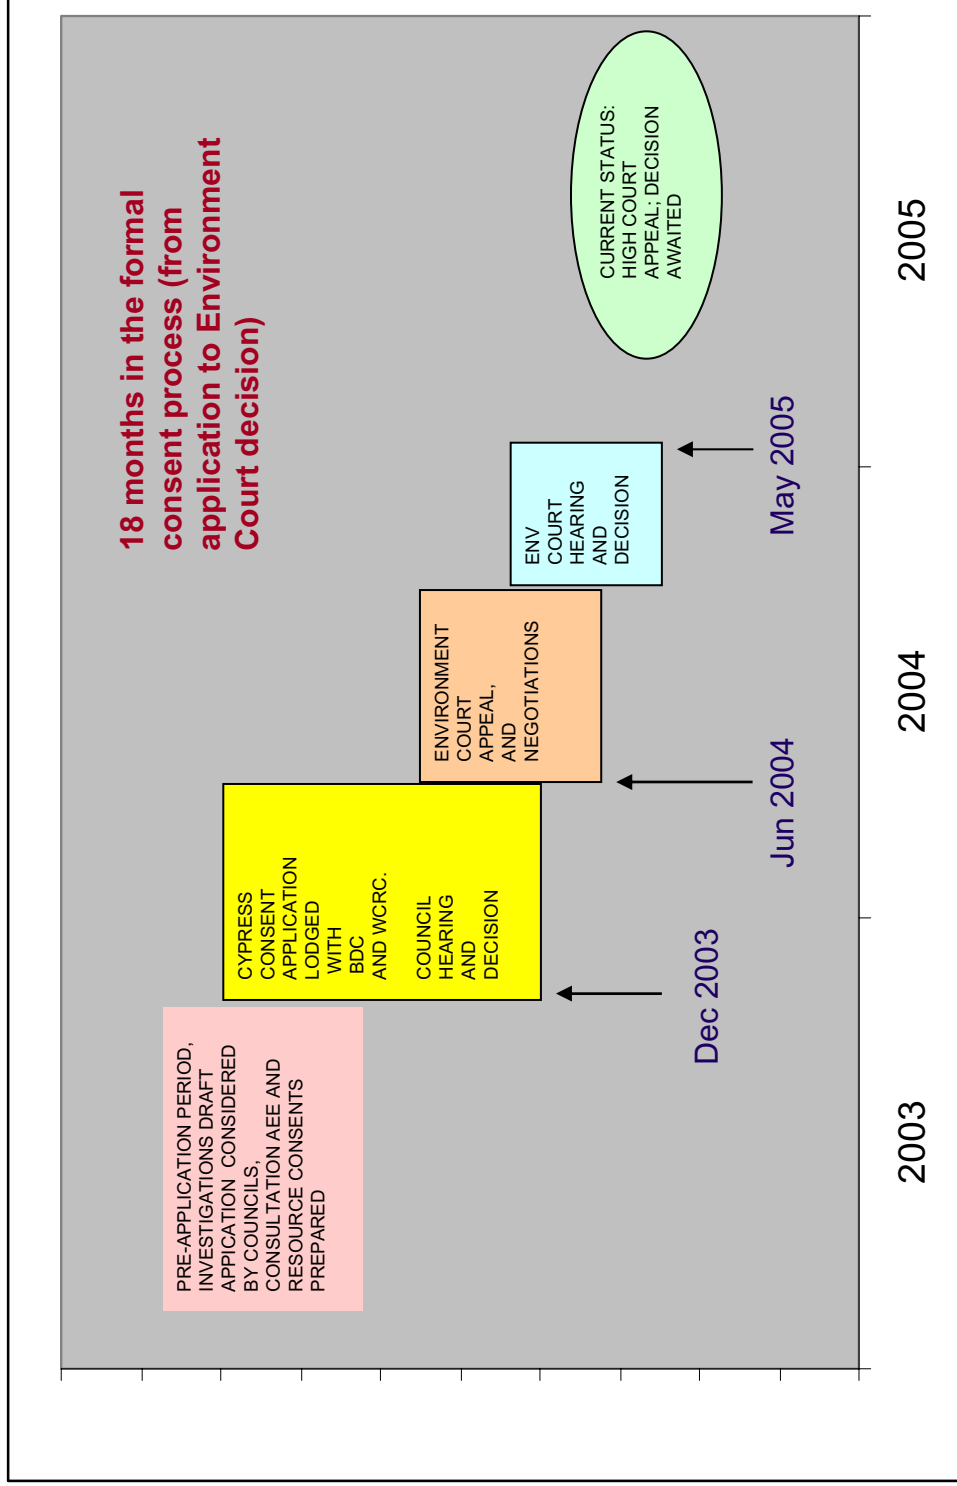 18 months in the formal
consent process (from
application to Environment
Court decision)
PRE-APPLICATION PERIOD,
INVESTIGATIONS DRAFT
APPICATION CONSIDERED
BY COUNCILS,
CONSULTATION AEE AND
RESOURCE CONSENTS
PREPARED
CYPRESS
CONSENT
APPLICATION
LODGED
WITH
BDC
AND WCRC.
COUNCIL
HEARING
AND
DECISION
ENVIRONMENT
COURT
APPEAL,
AND
NEGOTIATIONS
ENV
COURT
HEARING
AND
DECISION
CURRENT STATUS:
HIGH COURT
APPEAL; DECISION
AWAITED
Dec 2003
Jun 2004
May 2005
2003
2004
2005